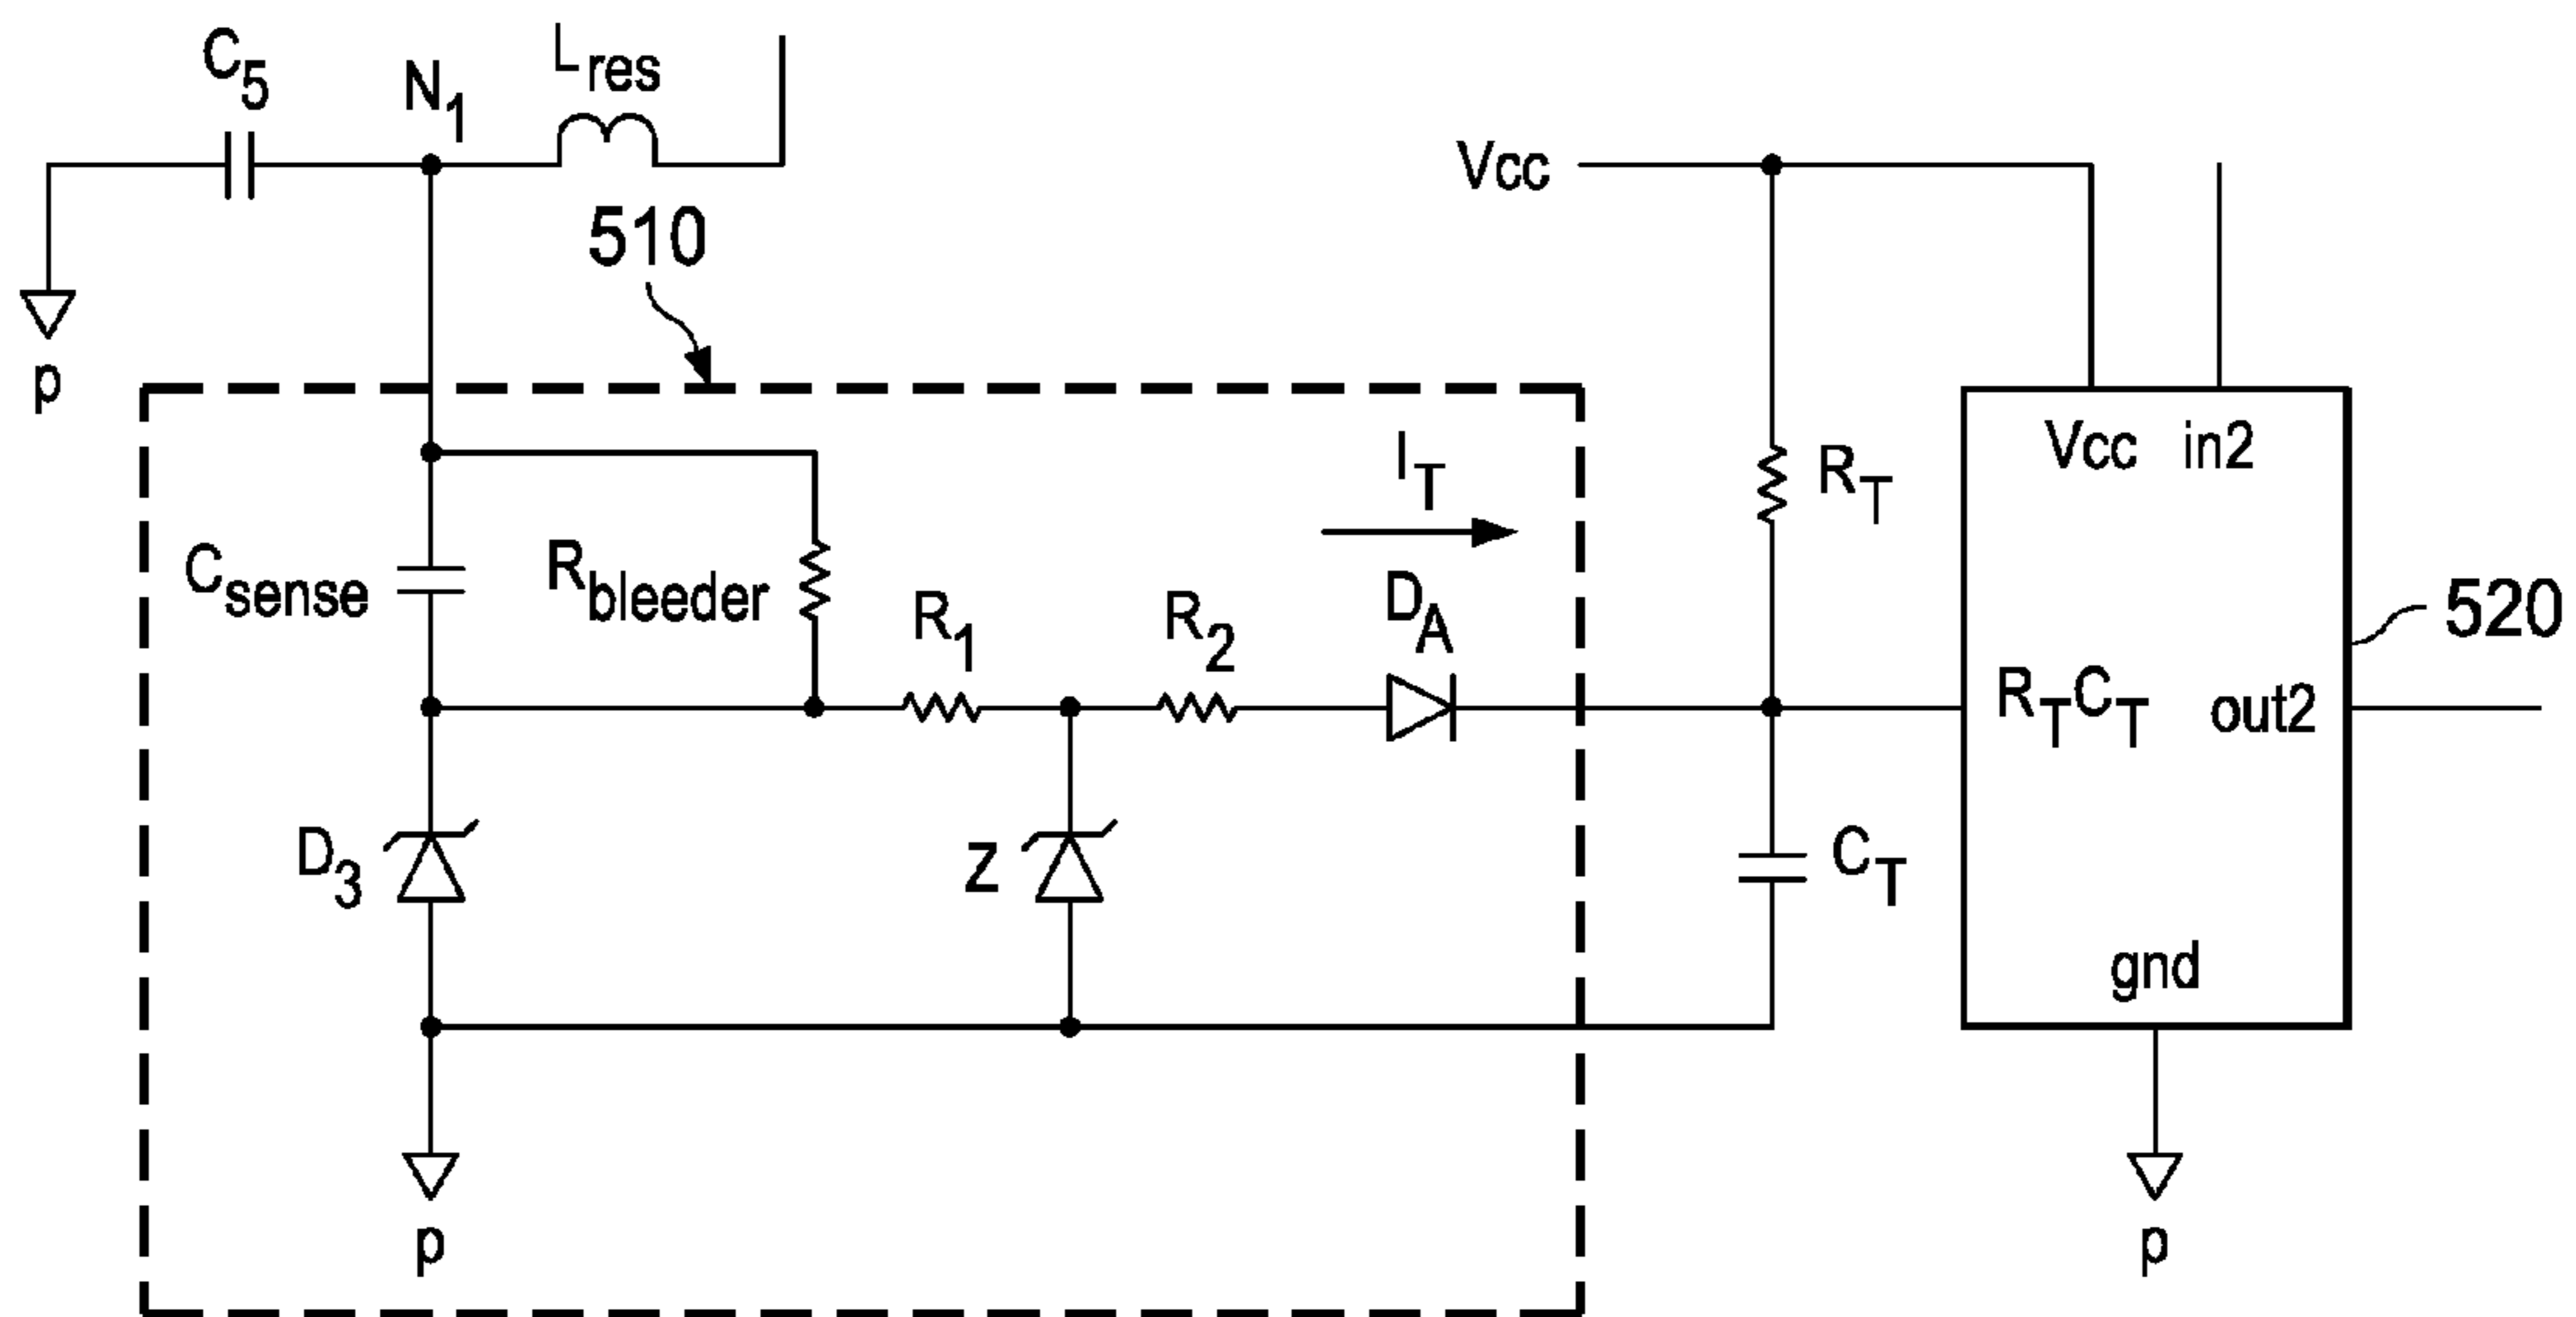 C5
N1
Lres
Vcc
510
p
IT
RT
Vcc
in2
Csense
Rbleeder
R1
R2
DA
520
RTCT
out2
D3
Z
CT
gnd
p
p